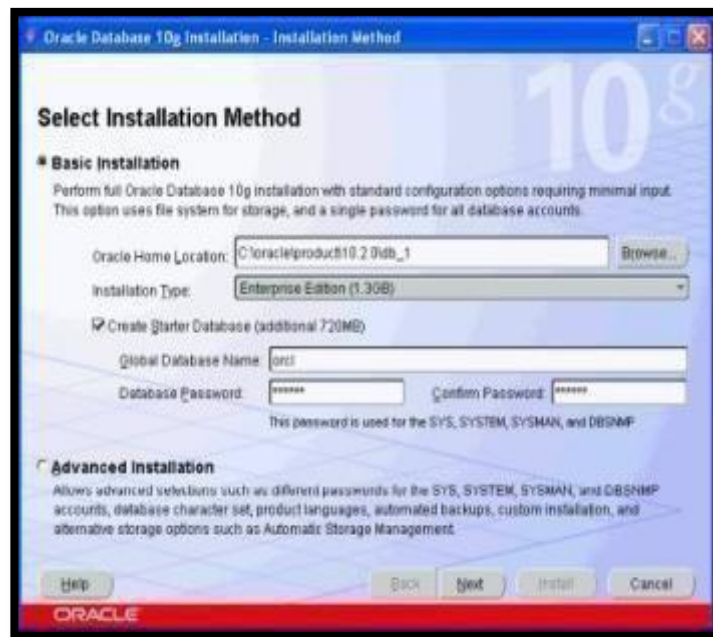 Oracle Database 10g Installation - Installation Method
10g
Select Installation Method
Basic Installation
Perform full Oracle Database 10g installation with standard configuration options requiring minimal input.
This option uses file system for storage, and a single password for all database accounts.
Oracle Home Location: C:\oracle\product\10.2.0\db_1 Browse...
Installation Type: Enterprise Edition (1.3GB)
Create Starter Database (additional 720MB)
Global Database Name: orcl
Database Password: ****** Confirm Password: ******
This password is used for the SYS, SYSTEM, SYSMAN, and DBSNMP
Advanced Installation
Allows advanced selections such as different passwords for the SYS, SYSTEM, SYSMAN, and DBSNMP
accounts, database character set, product languages, automated backups, custom installation, and
alternative storage options such as Automatic Storage Management.
Help Back Next Install Cancel
ORACLE